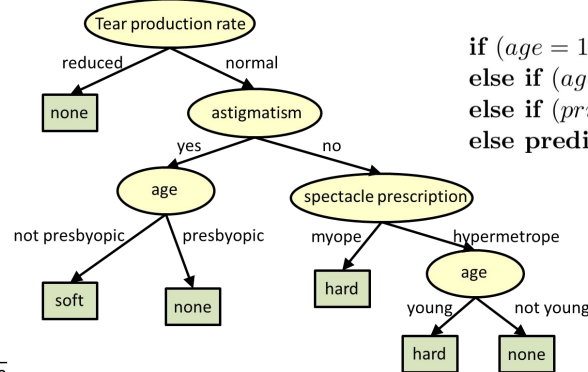 Tear production rate
if (age = 1
reduced
normal
else if (ag
none
astigmatism
else if (pri
else predi
yes
no
age
spectacle prescription
not presbyopic
presbyopic
myope
hypermetrope
soft
none
hard
age
young
not young
hard
none